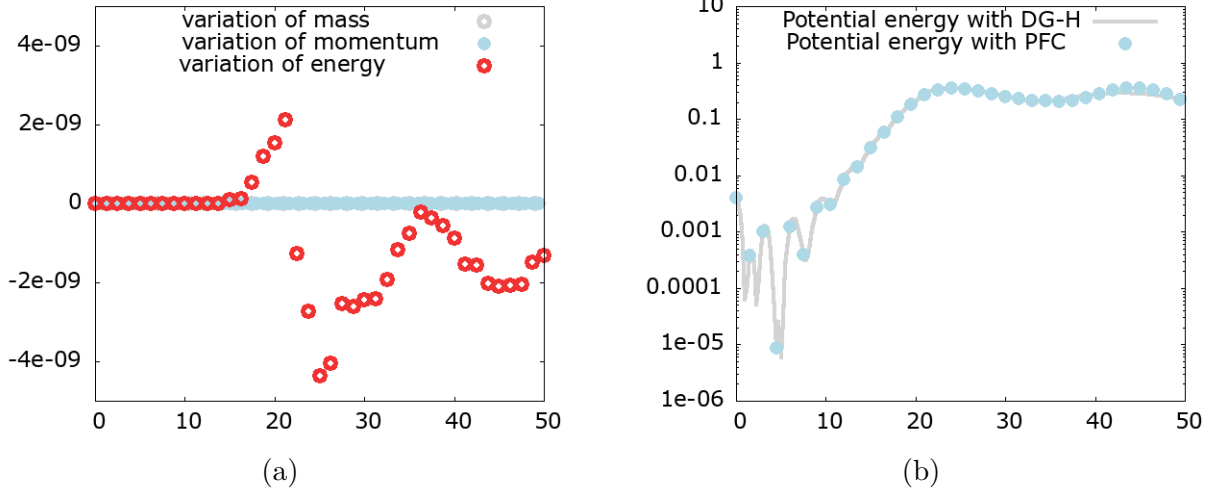 variation of mass
variation of momentum
variation of energy
4e-09
2e-09
0
-2e-09
-4e-09
0 10 20 30 40 50
(a)
Potential energy with DG-H
Potential energy with PFC
10
1
0.1
0.01
0.001
0.0001
1e-05
1e-06
0 10 20 30 40 50
(b)